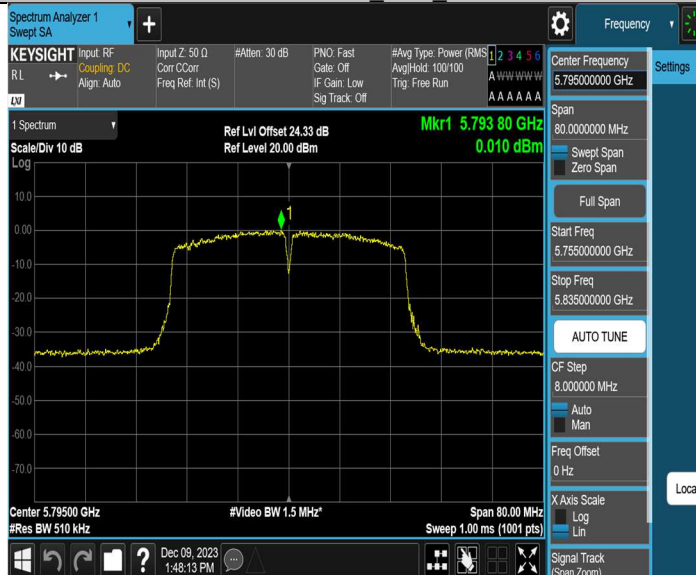 Spectrum Analyzer 1
Swept SA
+
Frequency
KEYSIGHT
RL
LXI
Input: RF
Coupling: DC
Align: Auto
Input Z: 50 Ω
Corr CCorr
Freq Ref: Int (S)
#Atten: 30 dB
PNO: Fast
Gate: Off
IF Gain: Low
Sig Track: Off
#Avg Type: Power (RMS
Avg|Hold: 100/100
Trig: Free Run
1 2 3 4 5 6
A W W W W W
A A A A A A
1 Spectrum
Scale/Div 10 dB
Log
Ref Lvl Offset 24.33 dB
Ref Level 20.00 dBm
Mkr1 5.793 80 GHz
0.010 dBm
10.0
0.00
-10.0
-20.0
-30.0
-40.0
-50.0
-60.0
-70.0
1
Center 5.79500 GHz
#Res BW 510 kHz
#Video BW 1.5 MHz*
Span 80.00 MHz
Sweep 1.00 ms (1001 pts)
Dec 09, 2023
1:48:13 PM
?
Center Frequency
5.795000000 GHz
Span
80.0000000 MHz
Swept Span
Zero Span
Full Span
Start Freq
5.755000000 GHz
Stop Freq
5.835000000 GHz
AUTO TUNE
CF Step
8.000000 MHz
Auto
Man
Freq Offset
0 Hz
X Axis Scale
Log
Lin
Signal Track
(Span Zoom)
Settings
Loca